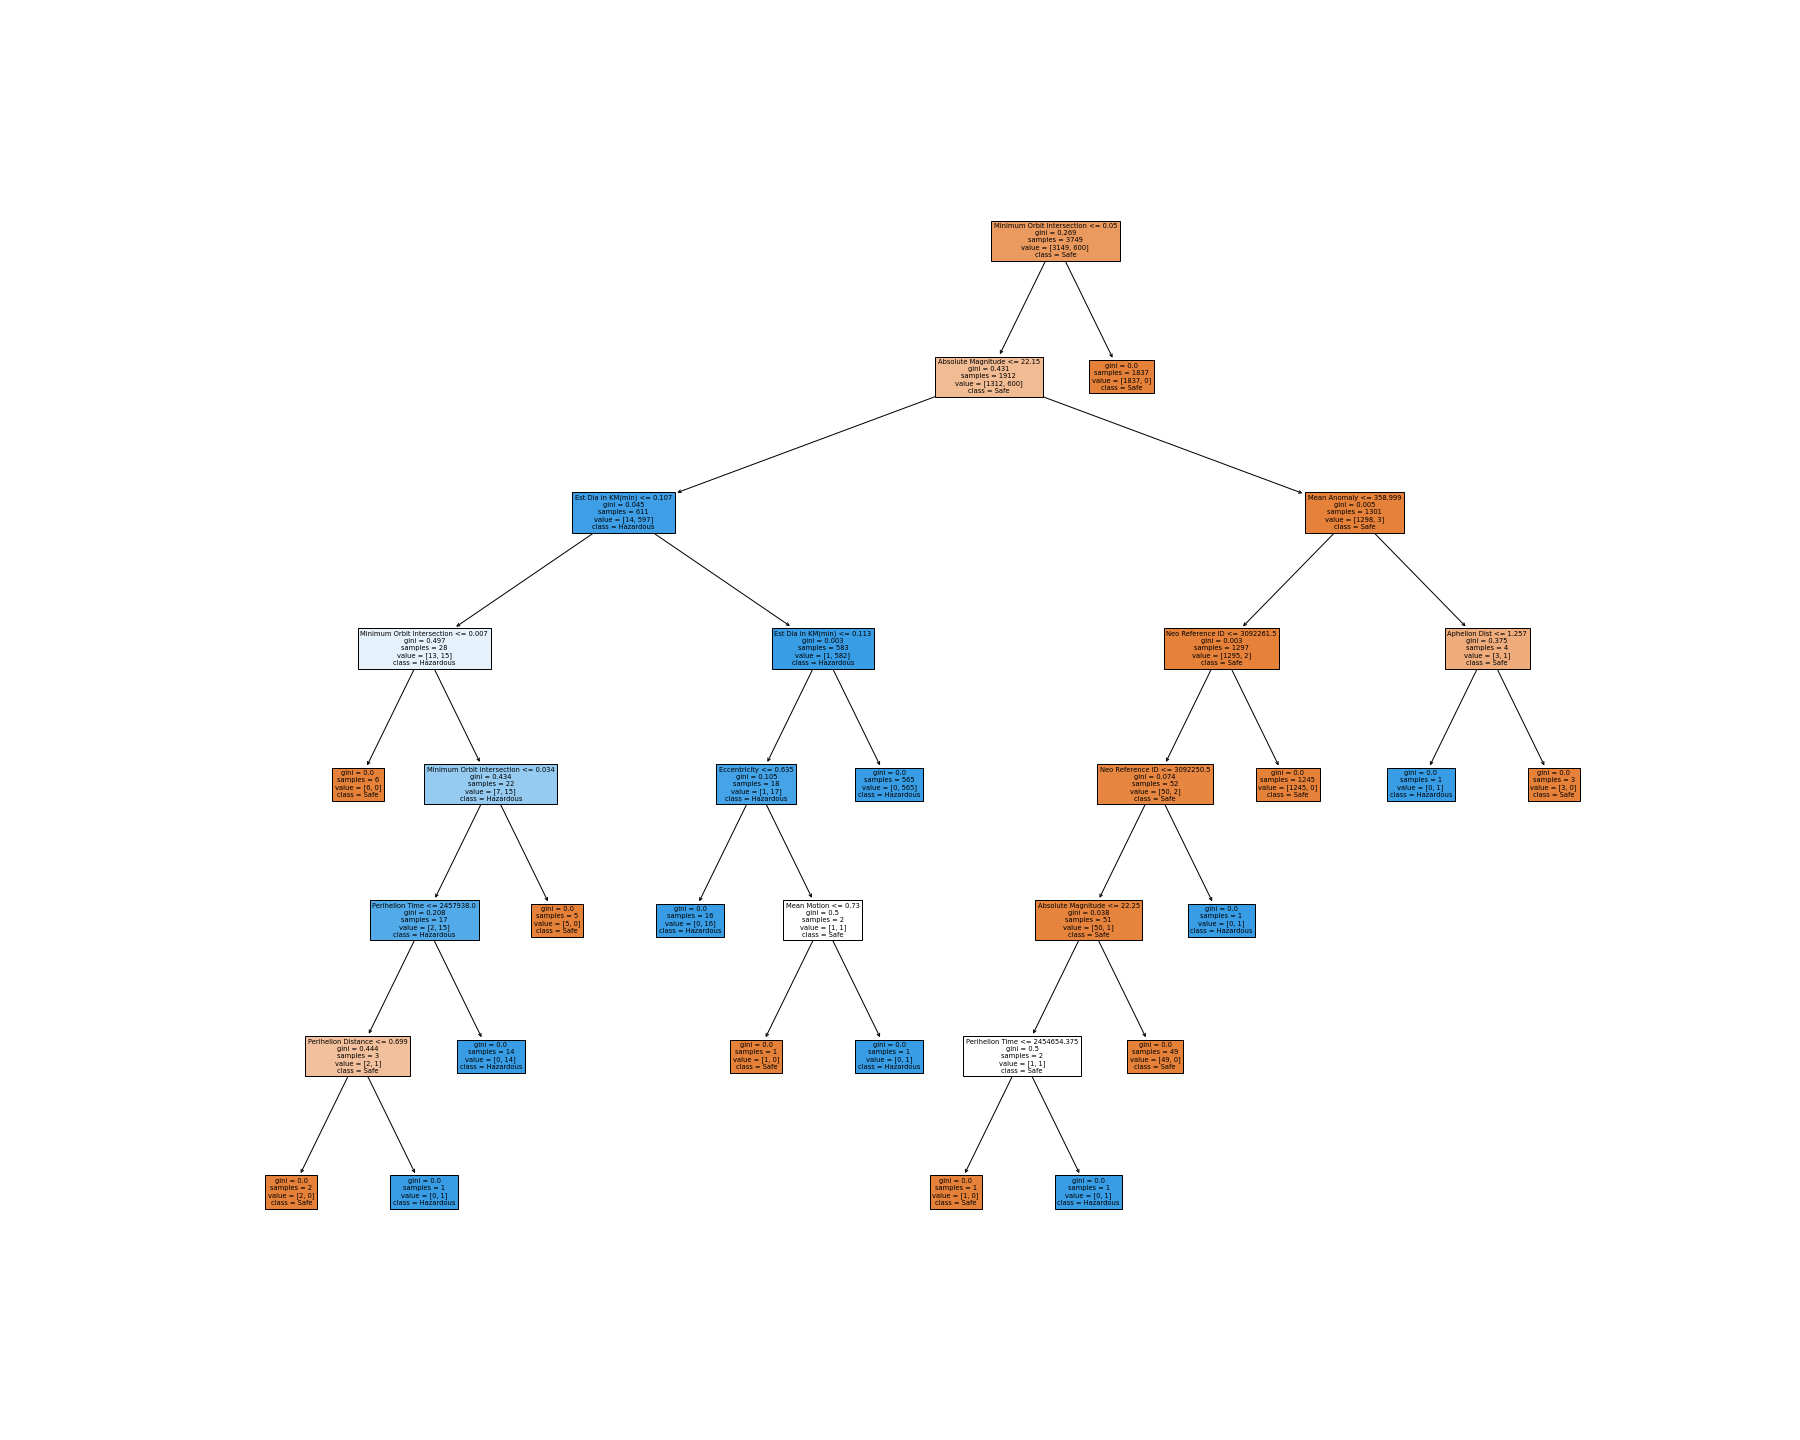 Minimum Orbit Intersection <= 0.05
gini = 0.269
samples = 3749
value = [3149, 600]
class = Safe
Absolute Magnitude <= 22.15
gini = 0.431
samples = 1912
value = [1312, 600]
class = Safe
gini = 0.0
samples = 1837
value = [1837, 0]
class = Safe
Est Dia in KM(min) <= 0.107
gini = 0.045
samples = 611
value = [14, 597]
class = Hazardous
Mean Anomaly <= 358.999
gini = 0.005
samples = 1301
value = [1298, 3]
class = Safe
Minimum Orbit Intersection <= 0.007
gini = 0.497
samples = 28
value = [13, 15]
class = Hazardous
Est Dia in KM(min) <= 0.113
gini = 0.003
samples = 583
value = [1, 582]
class = Hazardous
Neo Reference ID <= 3092261.5
gini = 0.003
samples = 1297
value = [1295, 2]
class = Safe
Aphelion Dist <= 1.257
gini = 0.375
samples = 4
value = [3, 1]
class = Safe
gini = 0.0
samples = 6
value = [6, 0]
class = Safe
Minimum Orbit Intersection <= 0.034
gini = 0.434
samples = 22
value = [7, 15]
class = Hazardous
Eccentricity <= 0.635
gini = 0.105
samples = 18
value = [1, 17]
class = Hazardous
gini = 0.0
samples = 565
value = [0, 565]
class = Hazardous
Neo Reference ID <= 3092250.5
gini = 0.074
samples = 52
value = [50, 2]
class = Safe
gini = 0.0
samples = 1245
value = [1245, 0]
class = Safe
gini = 0.0
samples = 1
value = [0, 1]
class = Hazardous
gini = 0.0
samples = 3
value = [3, 0]
class = Safe
Perihelion Time <= 2457938.0
gini = 0.208
samples = 17
value = [2, 15]
class = Hazardous
gini = 0.0
samples = 5
value = [5, 0]
class = Safe
gini = 0.0
samples = 16
value = [0, 16]
class = Hazardous
Mean Motion <= 0.73
gini = 0.5
samples = 2
value = [1, 1]
class = Safe
Absolute Magnitude <= 22.25
gini = 0.038
samples = 51
value = [50, 1]
class = Safe
gini = 0.0
samples = 1
value = [0, 1]
class = Hazardous
Perihelion Distance <= 0.699
gini = 0.444
samples = 3
value = [2, 1]
class = Safe
gini = 0.0
samples = 14
value = [0, 14]
class = Hazardous
gini = 0.0
samples = 1
value = [1, 0]
class = Safe
gini = 0.0
samples = 1
value = [0, 1]
class = Hazardous
Perihelion Time <= 2454654.375
gini = 0.5
samples = 2
value = [1, 1]
class = Safe
gini = 0.0
samples = 49
value = [49, 0]
class = Safe
gini = 0.0
samples = 2
value = [2, 0]
class = Safe
gini = 0.0
samples = 1
value = [0, 1]
class = Hazardous
gini = 0.0
samples = 1
value = [1, 0]
class = Safe
gini = 0.0
samples = 1
value = [0, 1]
class = Hazardous